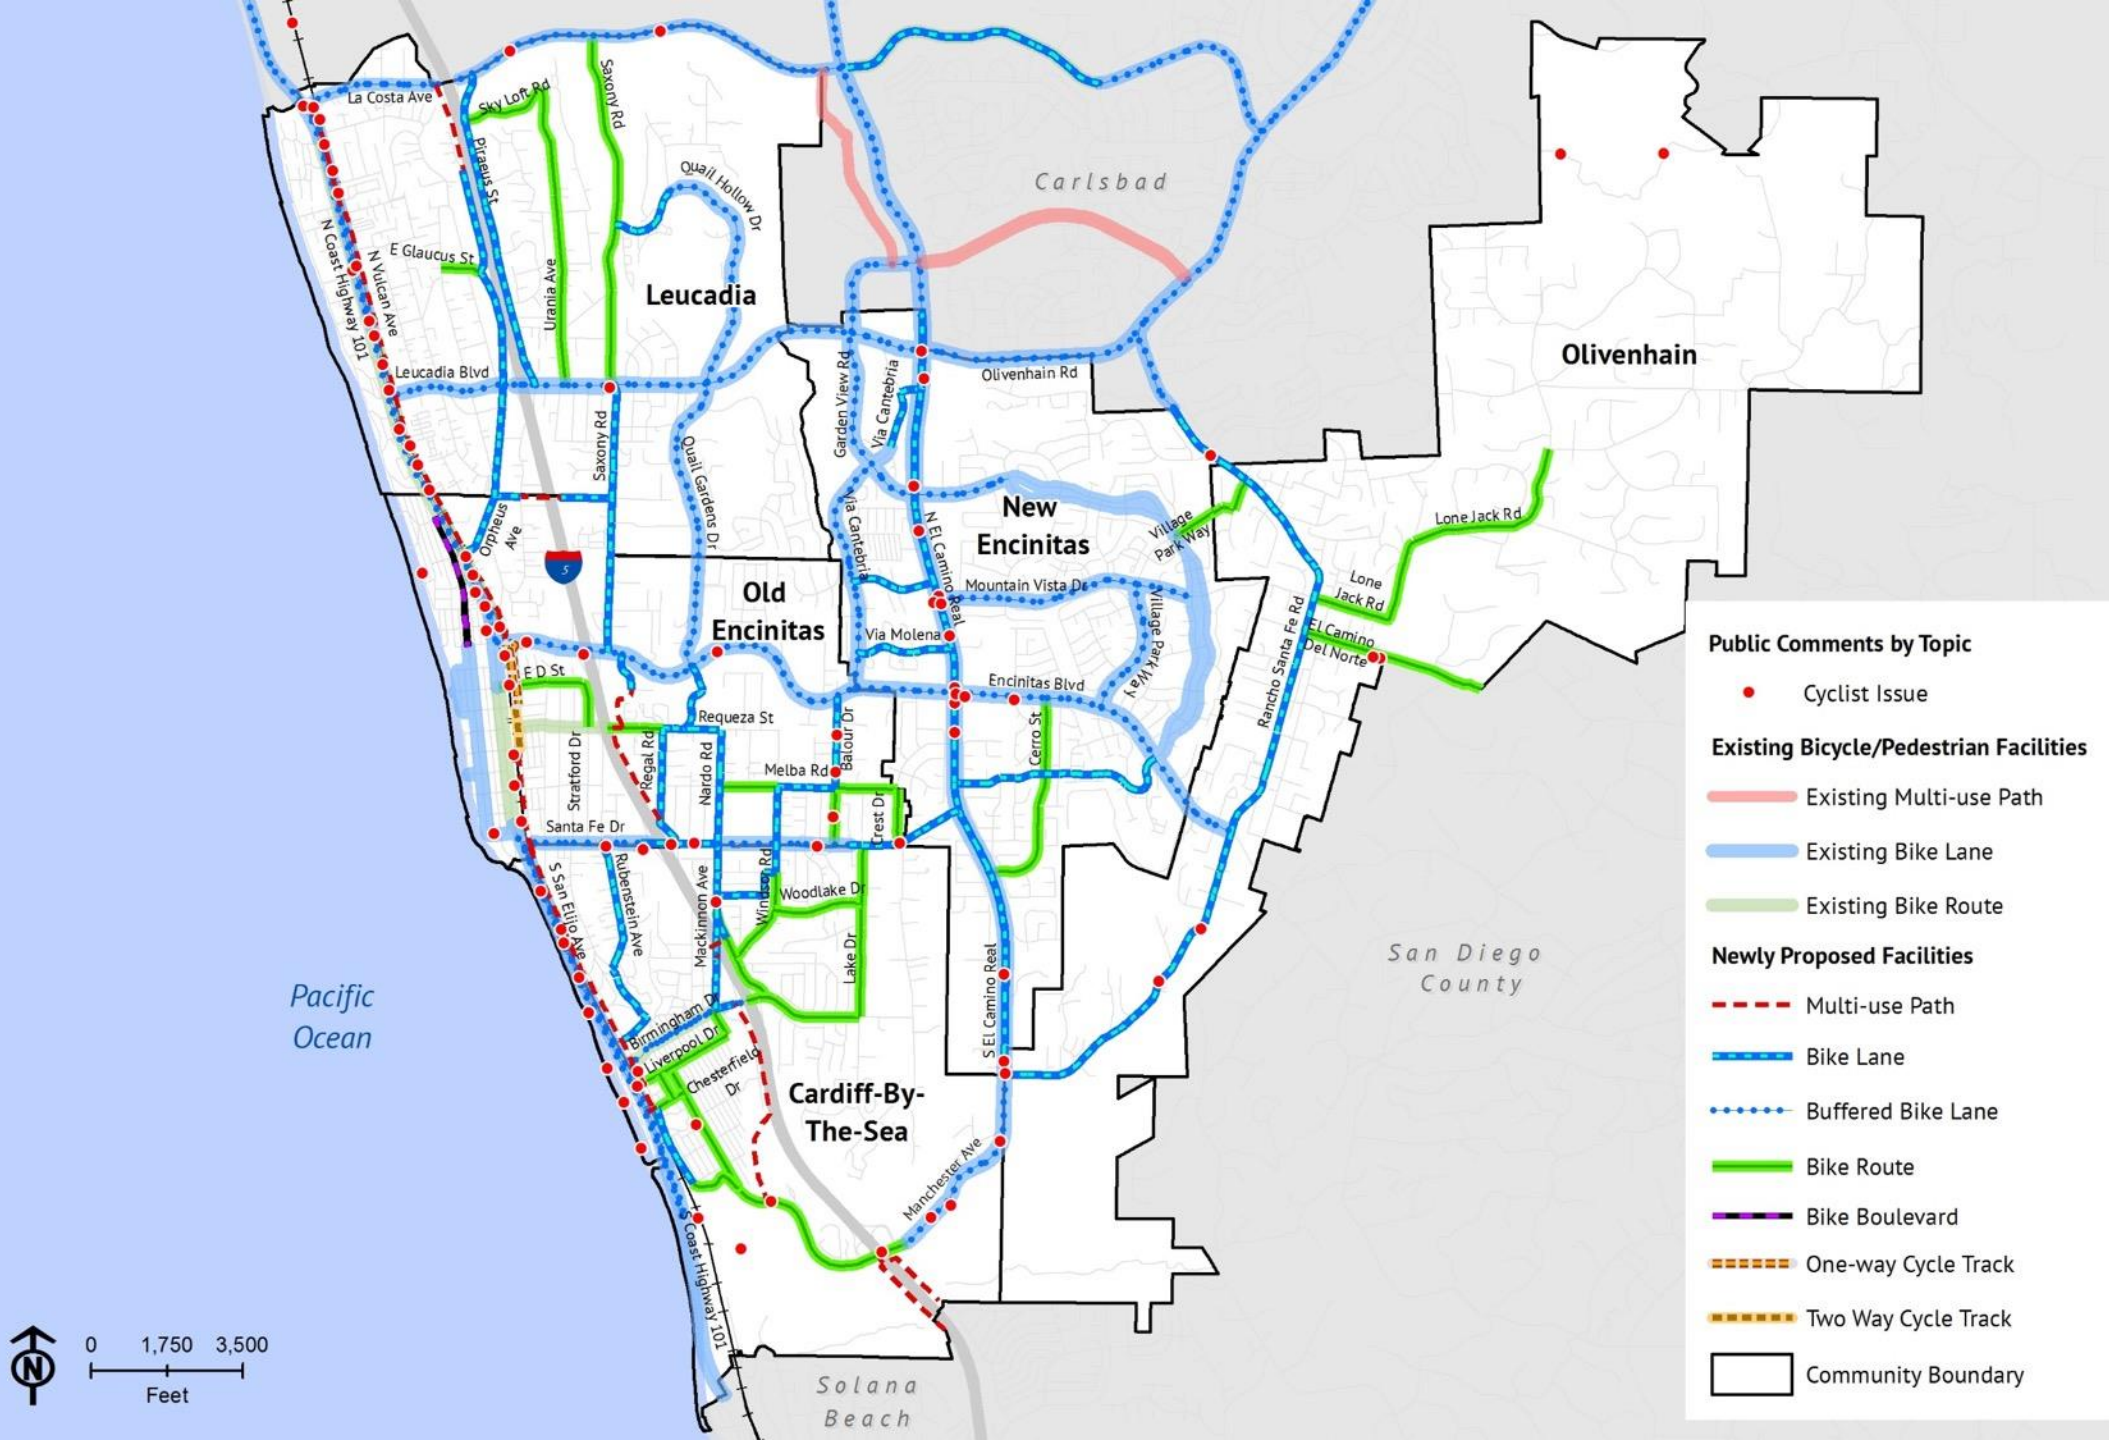 La Costa Ave
Sky Loft Rd
Saxony Rd
Piraeus St
Quail Hollow Dr
Carlsbad
N Coast Highway 101
N Vulcan Ave
E Glaucus St
Urania Ave
Leucadia
Leucadia Blvd
Garden View Rd
Via Cantebria
Olivenhain Rd
Olivenhain
Saxony Rd
Quail Gardens Dr
Orpheus
Ave
5
Via Cantebria
N El Camino Real
New
Encinitas
Village
Park Way
Lone Jack Rd
Lone
Jack Rd
Old
Encinitas
Mountain Vista Dr
Village Park Way
Via Molena
Rancho Santa Fe Rd
El Camino
Del Norte
E D St
Encinitas Blvd
Requeza St
Stratford Dr
Regal Rd
Nardo Rd
Balour Dr
Cerro St
Melba Rd
Crest Dr
Santa Fe Dr
S San Elijo Ave
Rubenstein Ave
Mackinnon Ave
Windsor Rd
Woodlake Dr
Lake Dr
S El Camino Real
San Diego
County
Pacific
Ocean
Birmingham Dr
Liverpool Dr
Chesterfield
Dr
Cardiff-By-
The-Sea
Manchester Ave
S Coast Highway 101
Solana
Beach
N
0 1,750 3,500
Feet
Public Comments by Topic
Cyclist Issue
Existing Bicycle/Pedestrian Facilities
Existing Multi-use Path
Existing Bike Lane
Existing Bike Route
Newly Proposed Facilities
Multi-use Path
Bike Lane
Buffered Bike Lane
Bike Route
Bike Boulevard
One-way Cycle Track
Two Way Cycle Track
Community Boundary